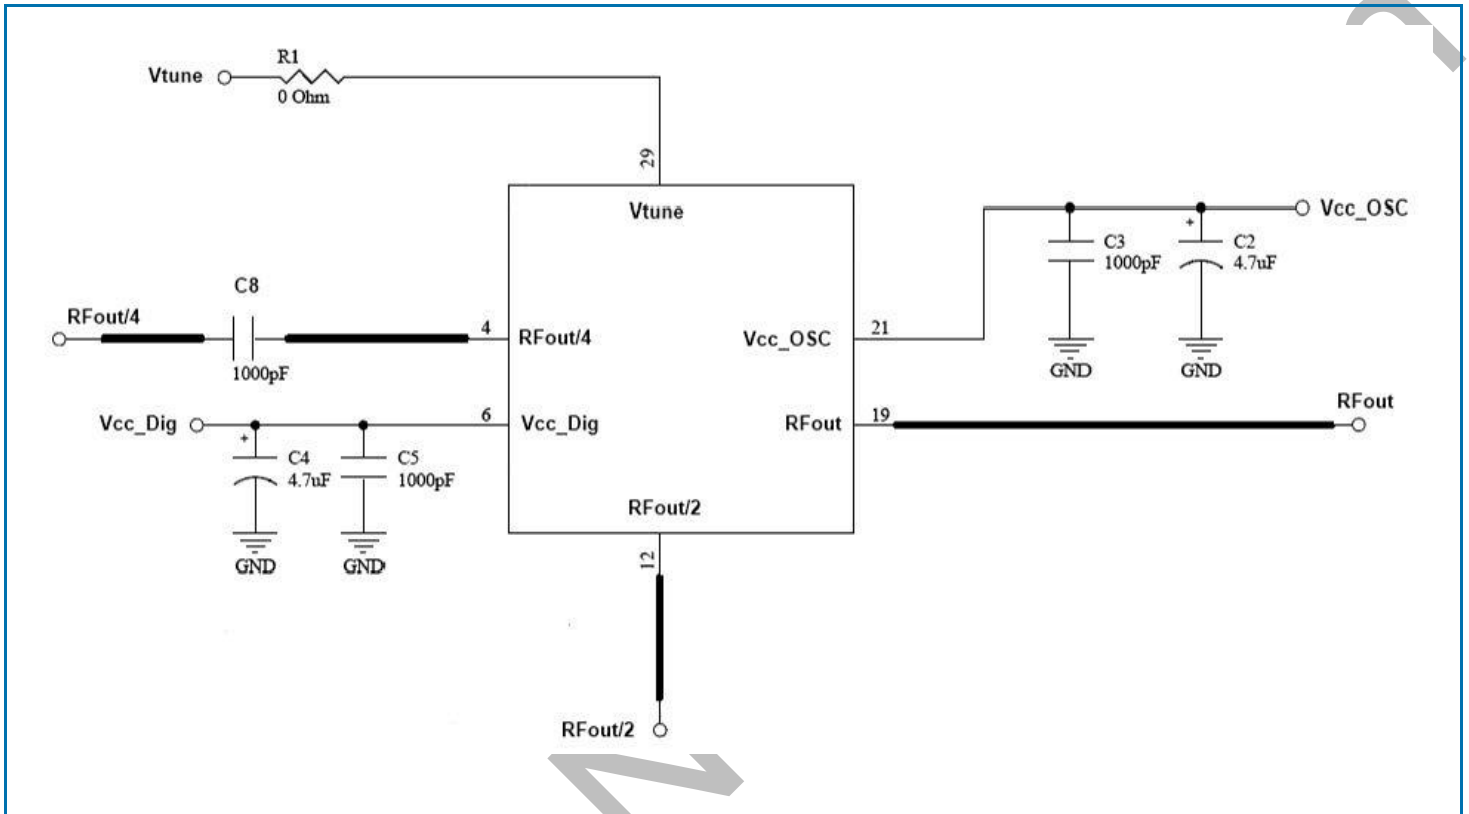 R1
Vtune
0 Ohm
29
Vtune
Vcc_OSC
C3
1000pF
+
C2
4.7uF
C8
RFout/4
4
RFout/4
Vcc_OSC
21
1000pF
GND
GND
RFout
Vcc_Dig
6
Vcc_Dig
RFout
19
+
C4
4.7uF
C5
1000pF
RFout/2
GND
GND
12
RFout/2